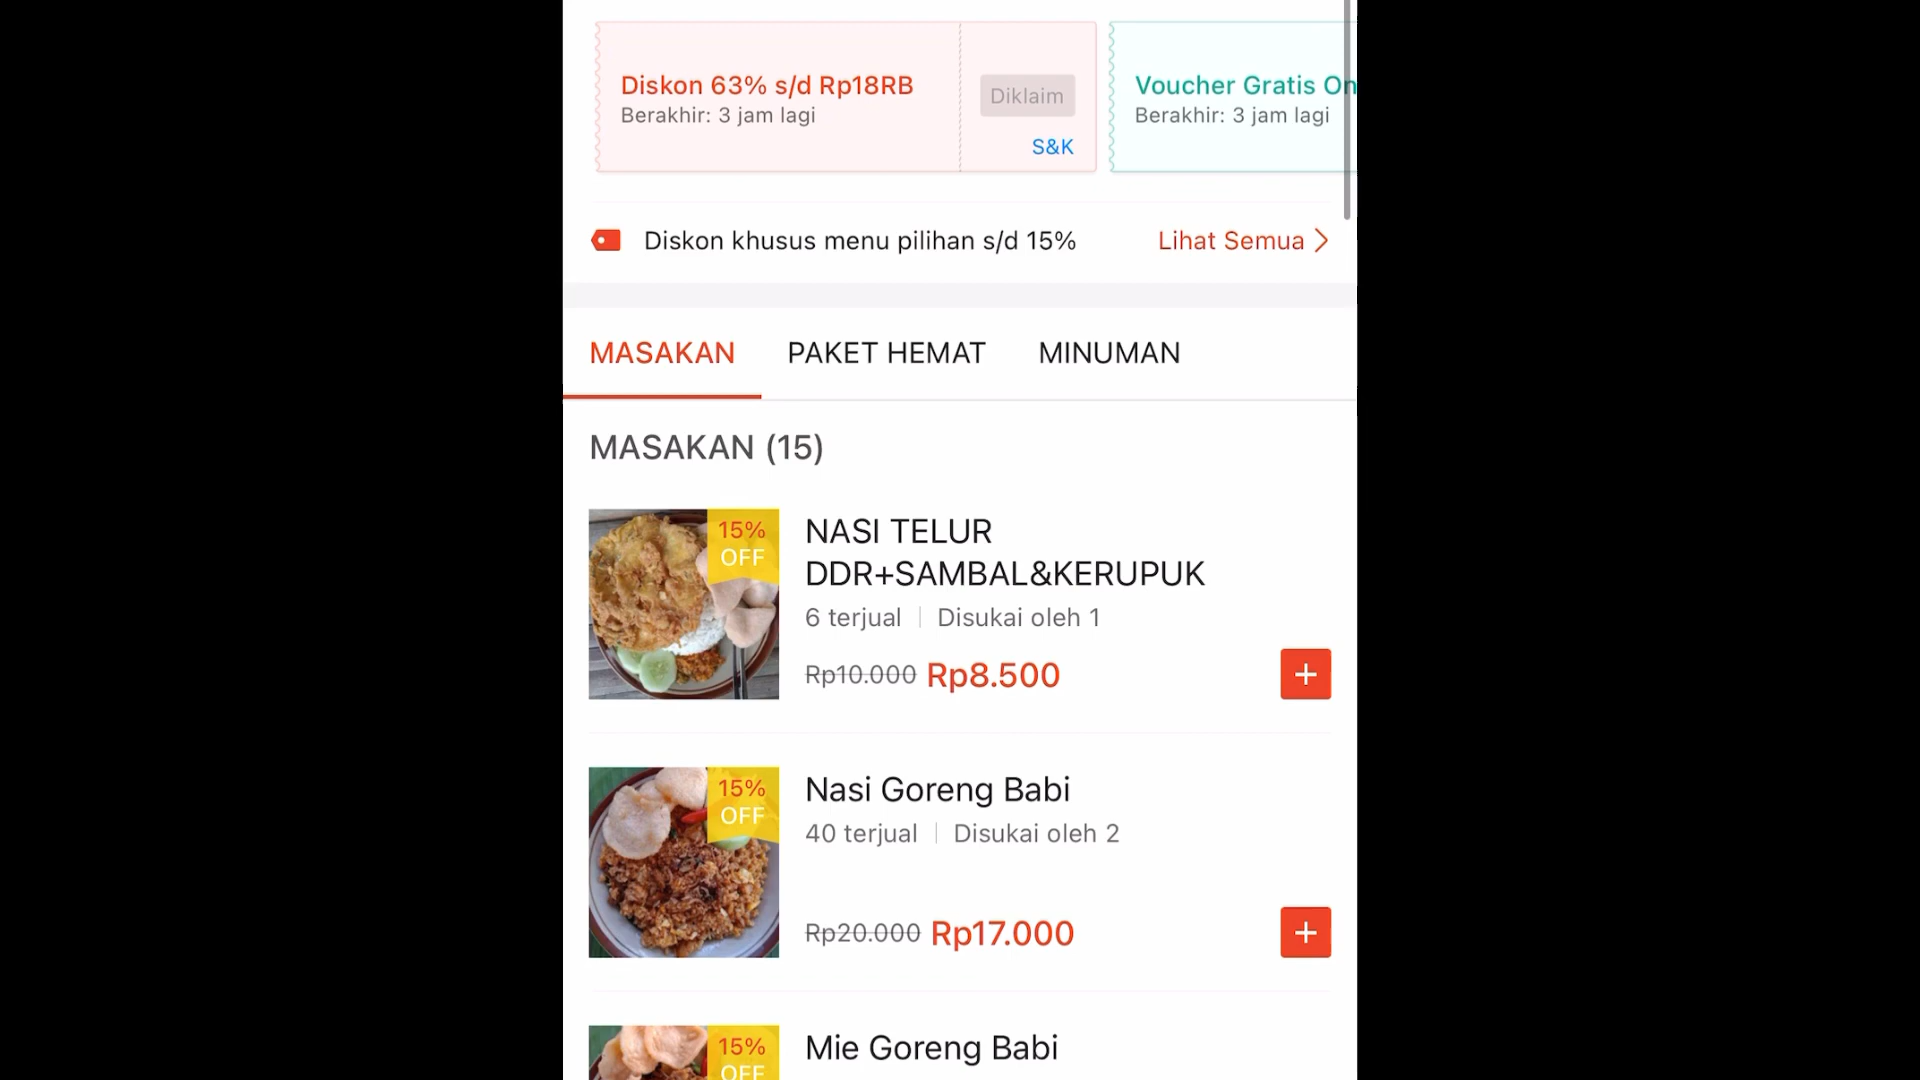 Diskon 63% s/d Rp18RB
Berakhir: 3 jam lagi
Diklaim
S&K
Voucher Gratis On
Berakhir: 3 jam lagi
Diskon khusus menu pilihan s/d 15%
Lihat Semua
MASAKAN
PAKET HEMAT
MINUMAN
MASAKAN (15)
15%
OFF
NASI TELUR
DDR+SAMBAL&KERUPUK
6 terjual
Disukai oleh 1
Rp10.000 Rp8.500
15%
OFF
Nasi Goreng Babi
40 terjual
Disukai oleh 2
Rp20.000 Rp17.000
15%
OFF
Mie Goreng Babi